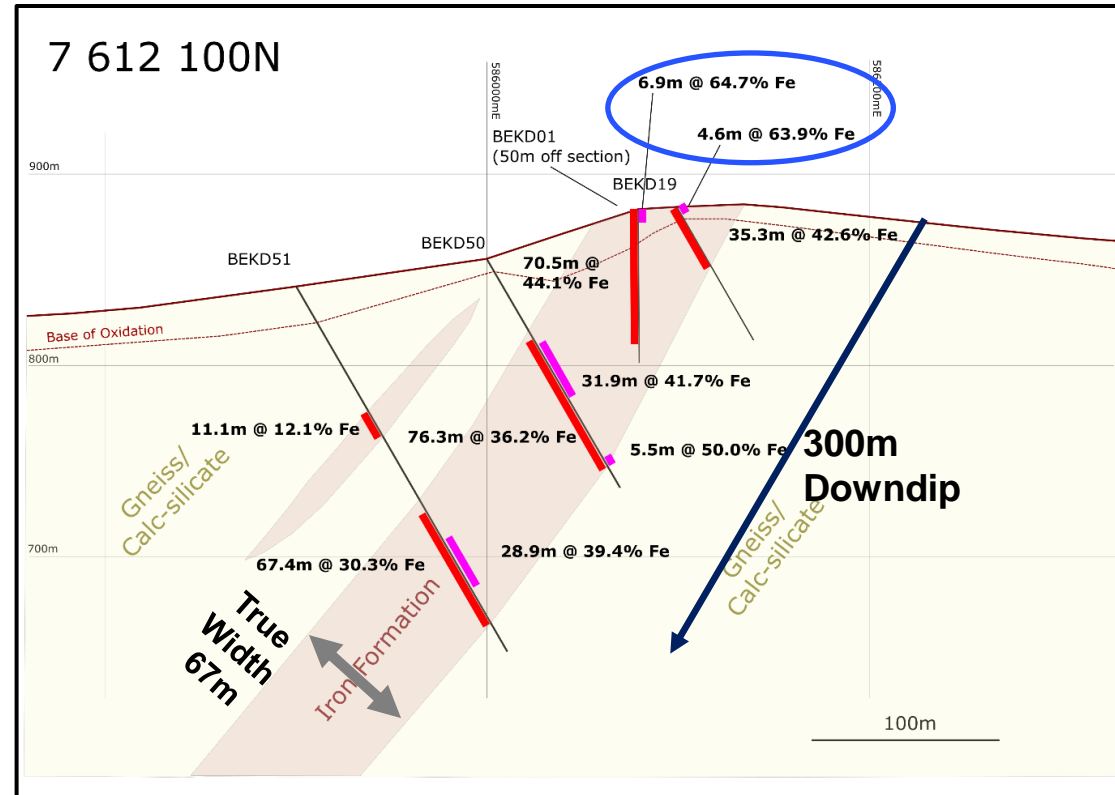 7 612 100N
586000mE
586200mE
6.9m @ 64.7% Fe
4.6m @ 63.9% Fe
BEKD01
(50m off section)
BEKD19
900m
BEKD50
BEKD51
35.3m @ 42.6% Fe
70.5m @
44.1% Fe
Base of Oxidation
800m
31.9m @ 41.7% Fe
11.1m @ 12.1% Fe
76.3m @ 36.2% Fe
5.5m @ 50.0% Fe
300m
Downdip
Gneiss/
Calc-silicate
Gneiss/
Calc-silicate
700m
28.9m @ 39.4% Fe
67.4m @ 30.3% Fe
True
Width
67m
Iron Formation
100m